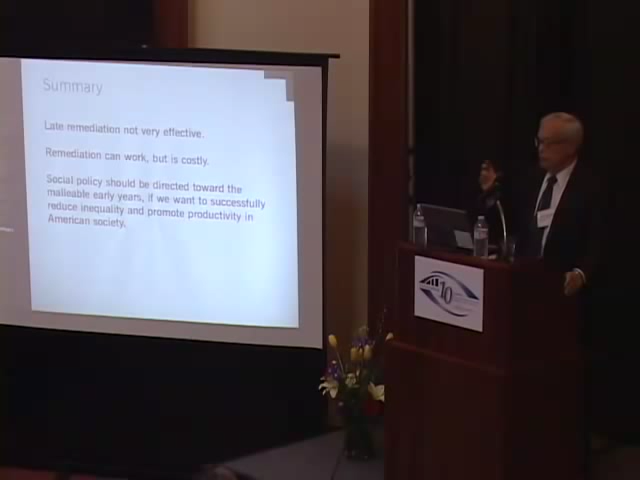 Summary
Late remediation not very effective.
Remediation can work, but is costly.
Social policy should be directed toward the
malleable early years, if we want to successfully
reduce inequality and promote productivity in
American society.
10